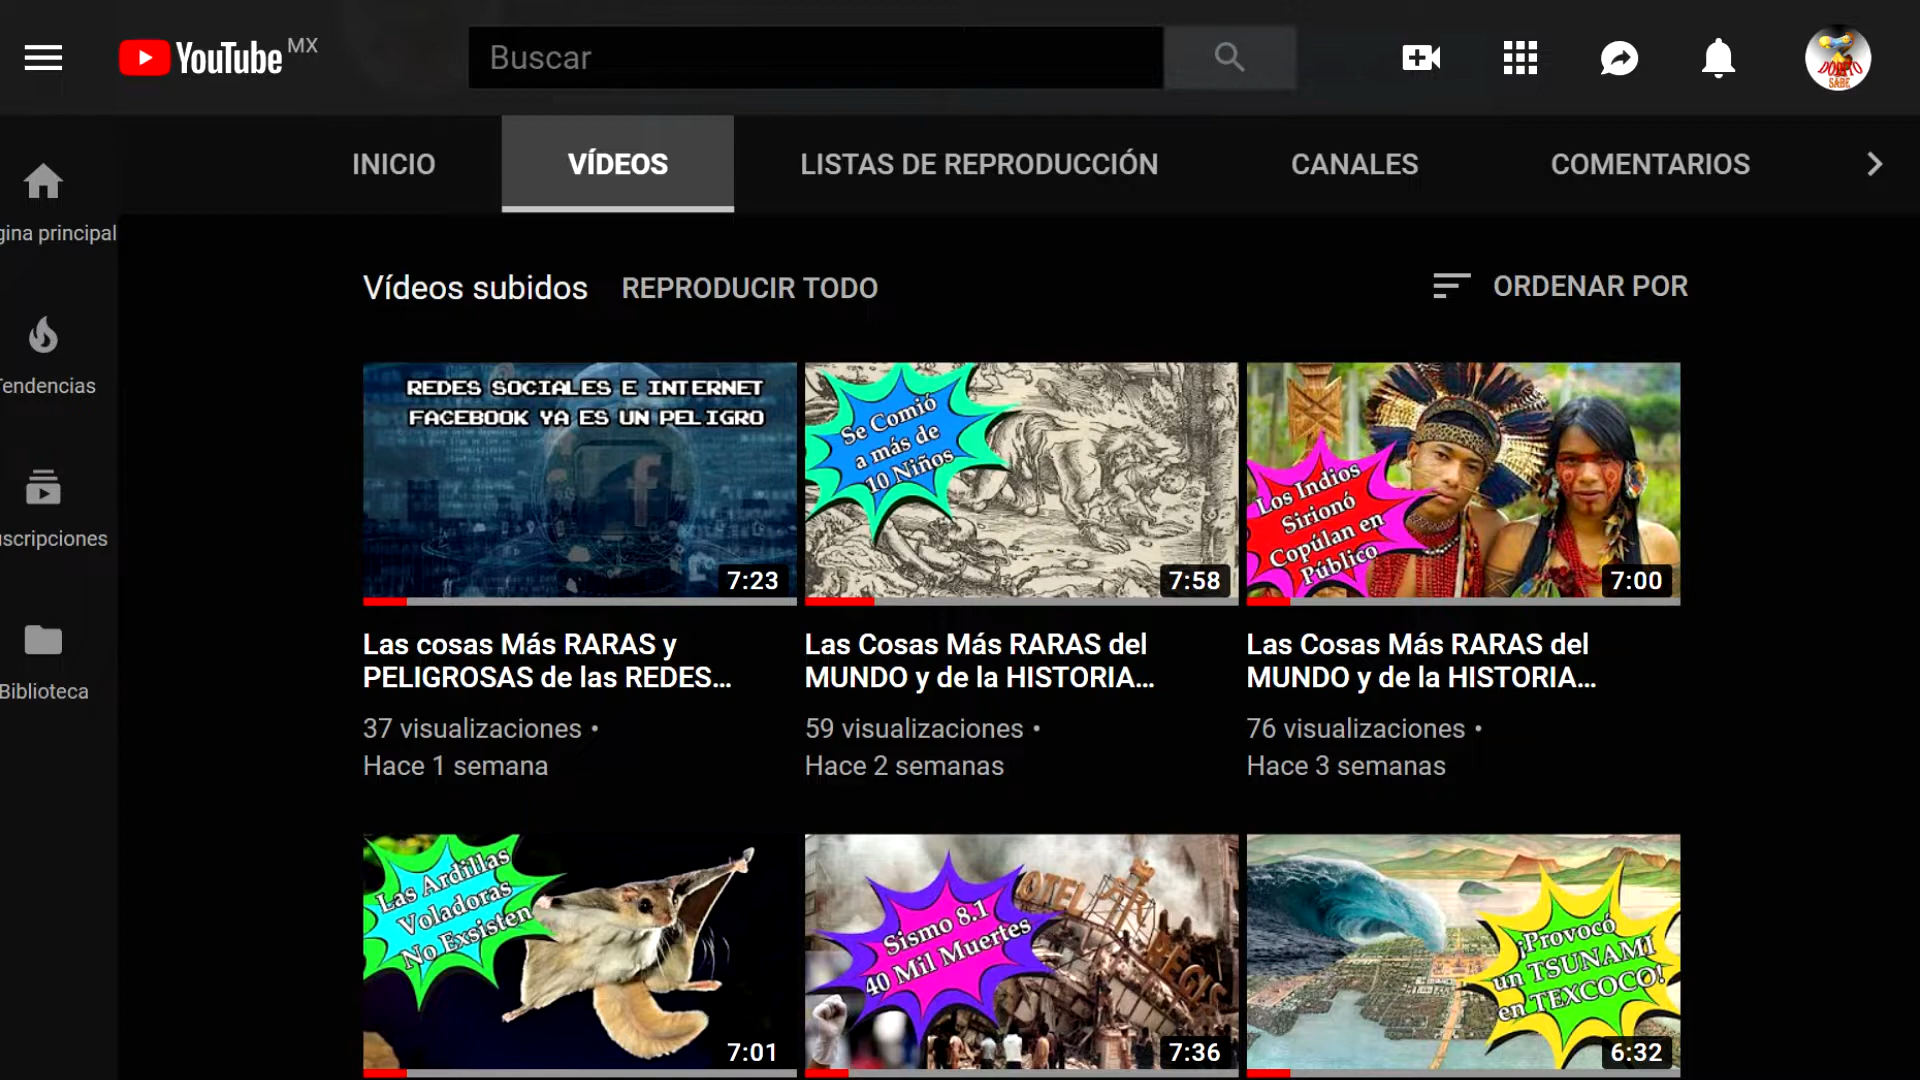 YouTube MX
Buscar
DORITO
SABE
INICIO
VÍDEOS
LISTAS DE REPRODUCCIÓN
CANALES
COMENTARIOS
gina principal
Tendencias
uscripciones
Biblioteca
Vídeos subidos
REPRODUCIR TODO
ORDENAR POR
REDES SOCIALES E INTERNET
FACEBOOK YA ES UN PELIGRO
7:23
Las cosas Más RARAS y
PELIGROSAS de las REDES...
37 visualizaciones •
Hace 1 semana
Se Comió
a más de
10 Niños
7:58
Las Cosas Más RARAS del
MUNDO y de la HISTORIA...
59 visualizaciones •
Hace 2 semanas
Los Indios
Sirionó
Copúlan en
Público
7:00
Las Cosas Más RARAS del
MUNDO y de la HISTORIA...
76 visualizaciones •
Hace 3 semanas
Las Ardillas
Voladoras
No Exsisten
7:01
Sismo 8.1
40 Mil Muertes
OTEL
REGIS
7:36
¡Provocó
un TSUNAMI
en TEXCOCO!
6:32